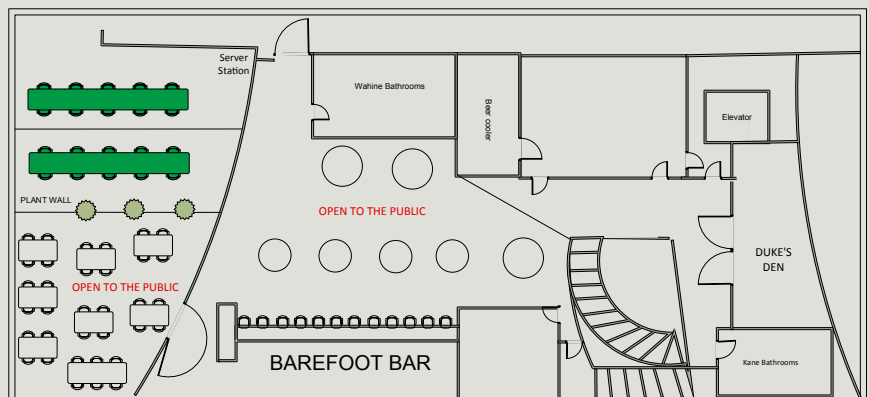 Server
Station
Wahine Bathrooms
Beer cooler
Elevator
PLANT WALL
OPEN TO THE PUBLIC
DUKE'S
DEN
OPEN TO THE PUBLIC
BAREFOOT BAR
Kane Bathrooms